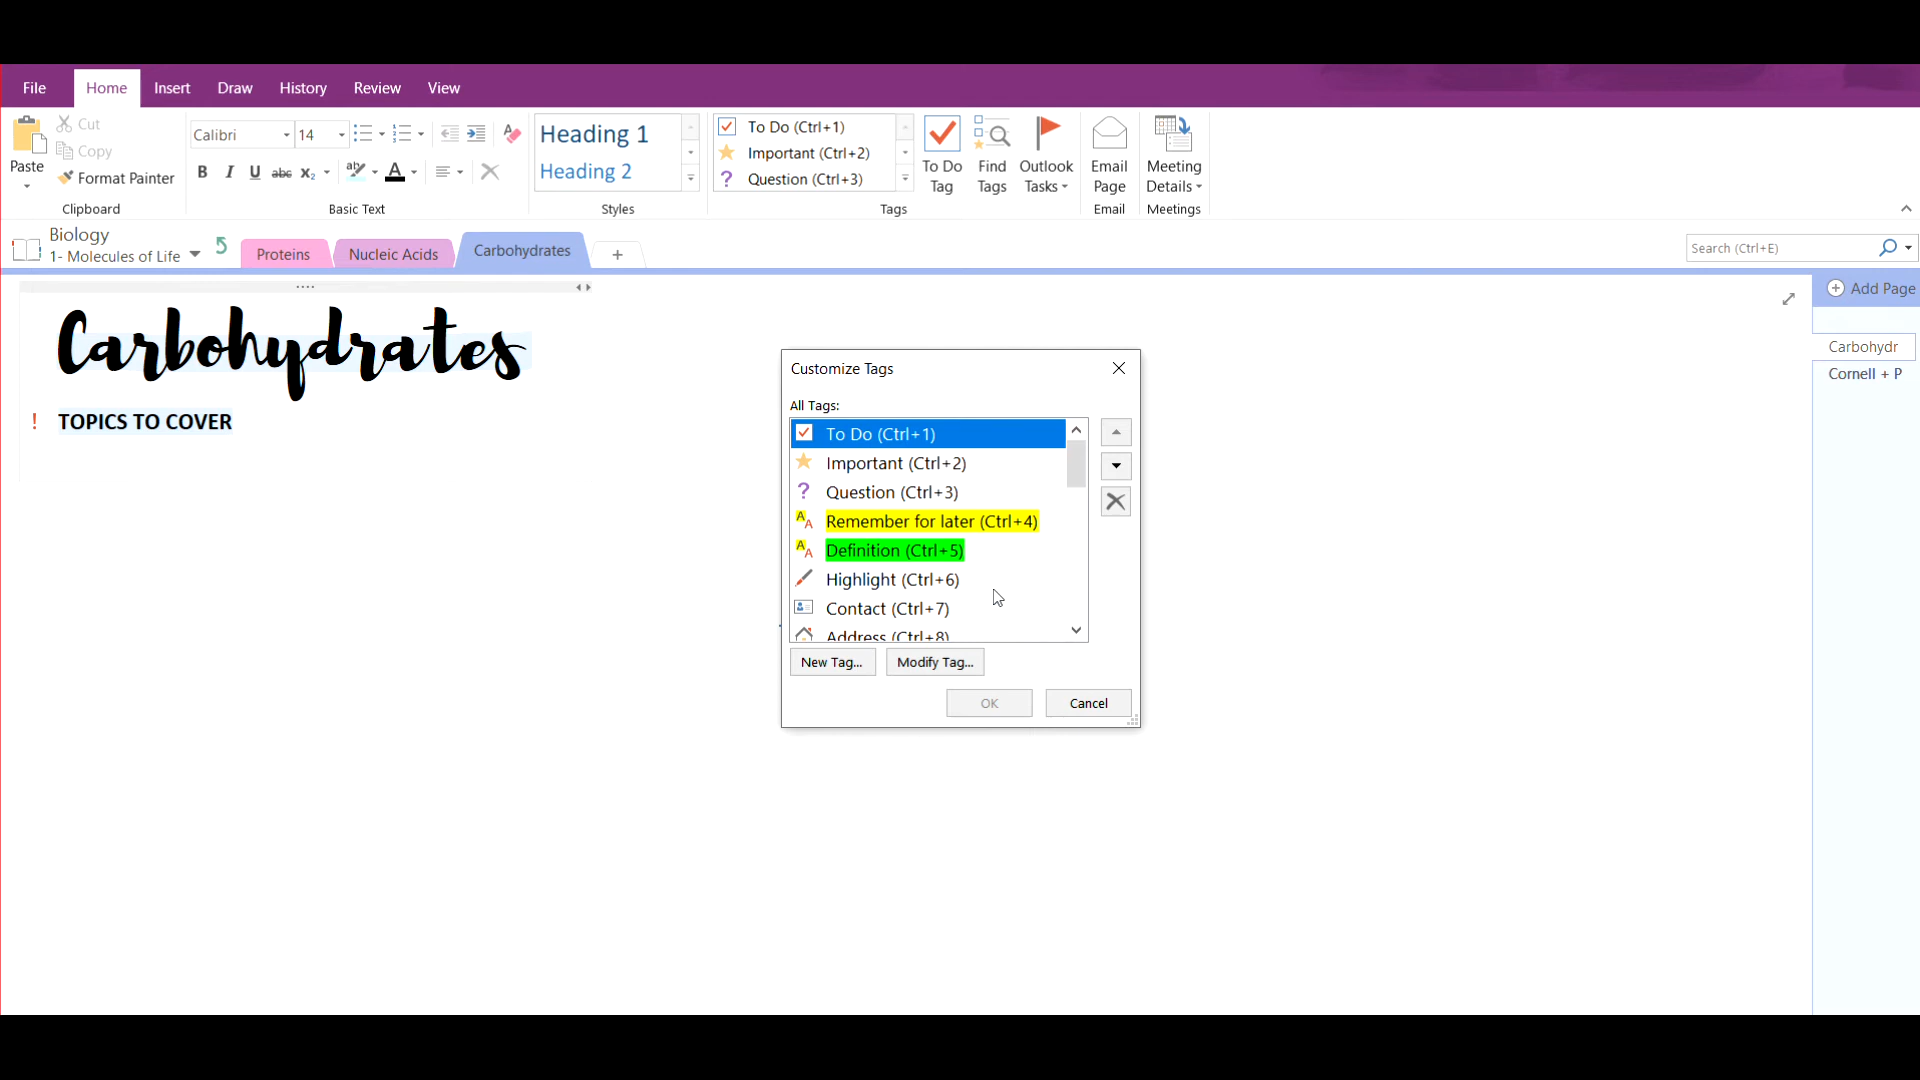 File Home Insert Draw History Review View
Cut
Copy
Paste
Format Painter
Clipboard
Calibri 14
B I U abc X₂ aby A
Basic Text
Heading 1
Heading 2
Styles
To Do (Ctrl+1)
Important (Ctrl+2)
Question (Ctrl+3)
To Do Tag
Find Tags
Outlook Tasks
Tags
Email Page
Email
Meeting Details
Meetings
Biology
1- Molecules of Life
Proteins Nucleic Acids Carbohydrates +
Search (Ctrl+E)
Add Page
Carbohydr
Cornell + P
Carbohydrates
! TOPICS TO COVER
Customize Tags
All Tags:
To Do (Ctrl+1)
Important (Ctrl+2)
? Question (Ctrl+3)
Remember for later (Ctrl+4)
Definition (Ctrl+5)
Highlight (Ctrl+6)
Contact (Ctrl+7)
Address (Ctrl+8)
New Tag... Modify Tag...
OK Cancel